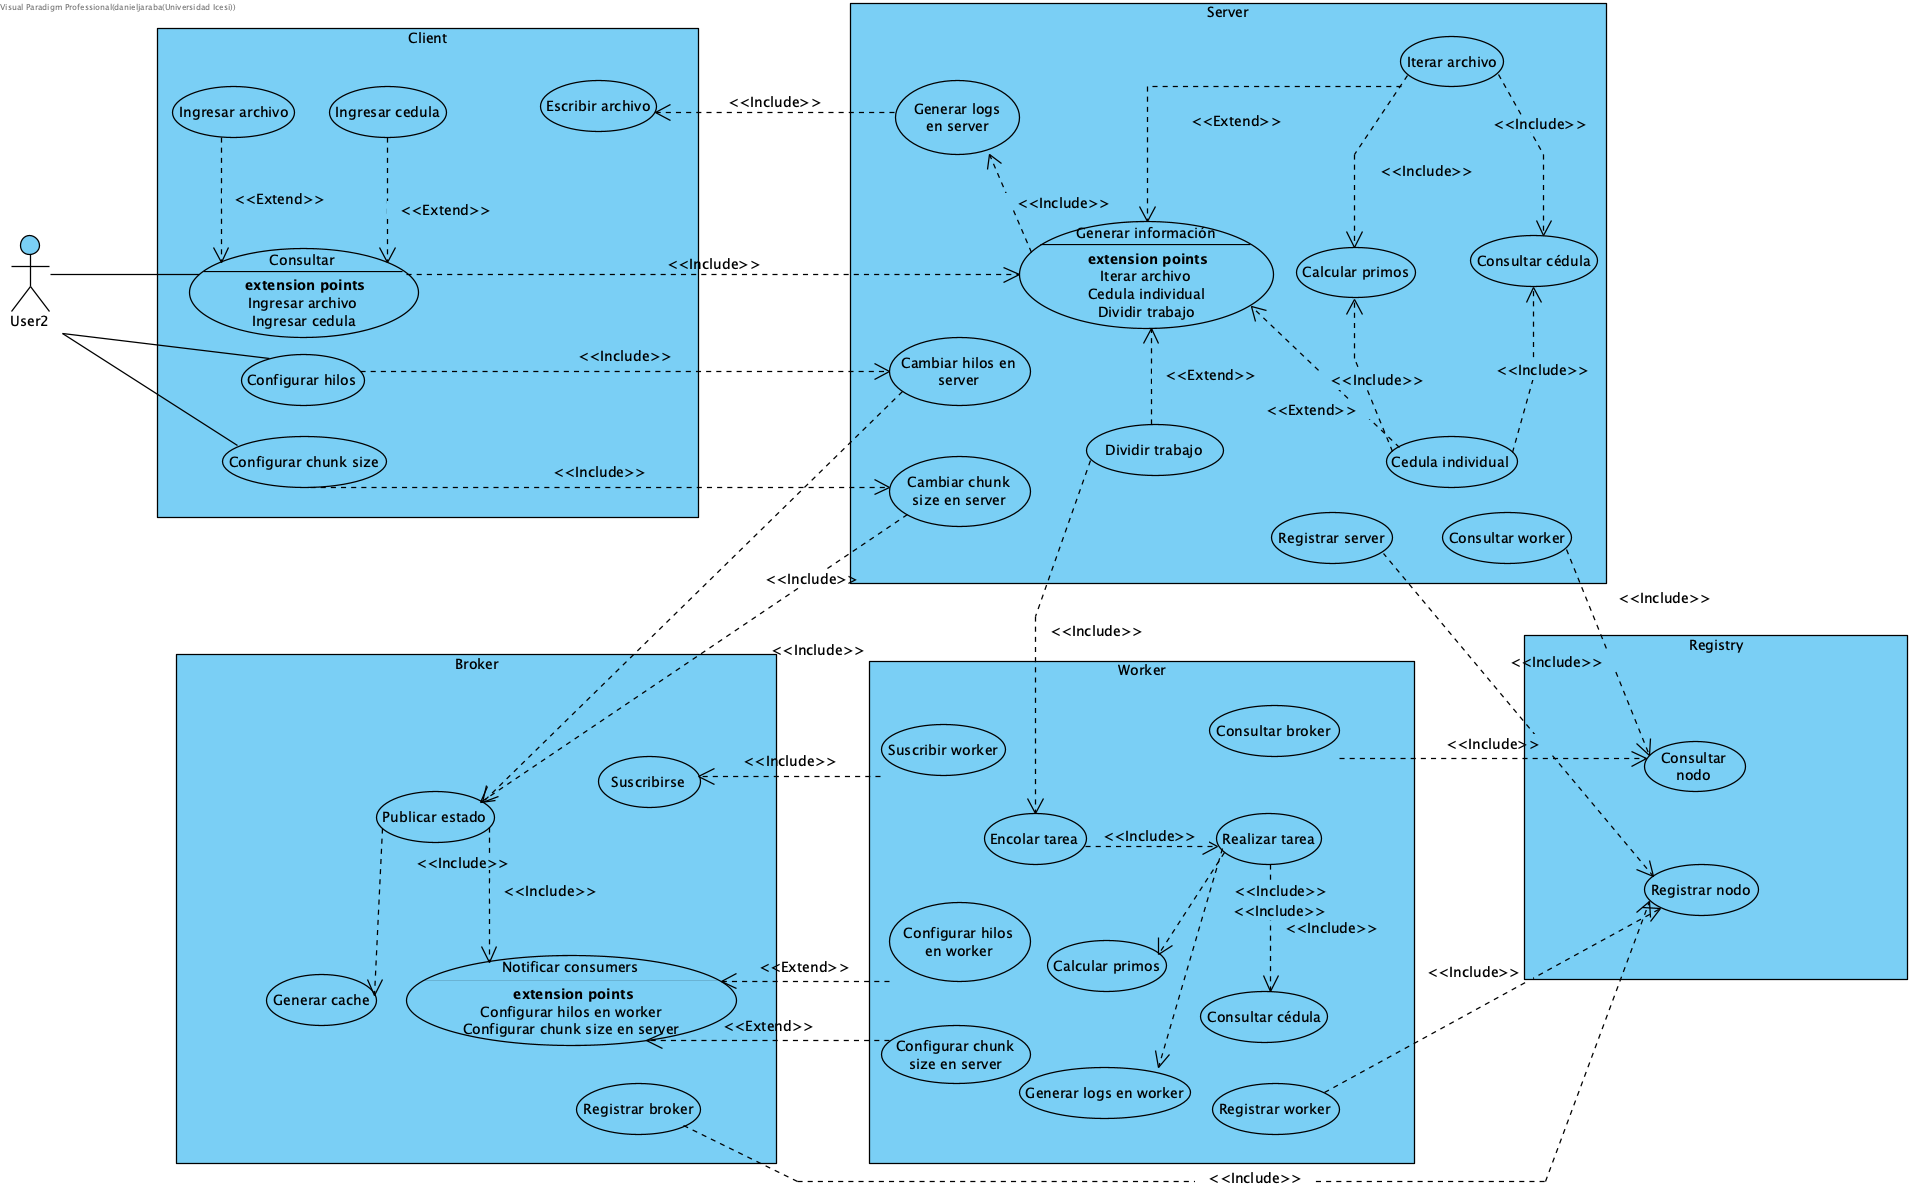 Visual Paradigm Professional(danieljaraba(Universidad Icesi))
Client
Ingresar archivo
Ingresar cedula
Escribir archivo
<<Extend>>
<<Extend>>
Consultar
extension points
Ingresar archivo
Ingresar cedula
User2
Configurar hilos
Configurar chunk size
<<Include>>
<<Include>>
<<Include>>
<<Include>>
Server
Generar logs
en server
Iterar archivo
<<Extend>>
<<Include>>
<<Include>>
<<Include>>
Generar información
extension points
Iterar archivo
Cedula individual
Dividir trabajo
Calcular primos
Consultar cédula
Cambiar hilos en
server
<<Extend>>
<<Include>>
<<Include>>
<<Extend>>
Dividir trabajo
Cedula individual
Cambiar chunk
size en server
Registrar server
Consultar worker
<<Include>>
<<Include>>
<<Include>>
<<Include>>
<<Include>>
Broker
Suscribirse
<<Include>>
Publicar estado
<<Include>>
<<Include>>
Generar cache
Notificar consumers
extension points
Configurar hilos en worker
Configurar chunk size en server
<<Extend>>
<<Extend>>
Registrar broker
Worker
Suscribir worker
Consultar broker
<<Include>>
Encolar tarea
<<Include>>
Realizar tarea
<<Include>>
<<Include>>
<<Include>>
Configurar hilos
en worker
Calcular primos
Consultar cédula
Configurar chunk
size en server
Generar logs en worker
Registrar worker
<<Include>>
<<Include>>
Registry
Consultar
nodo
Registrar nodo